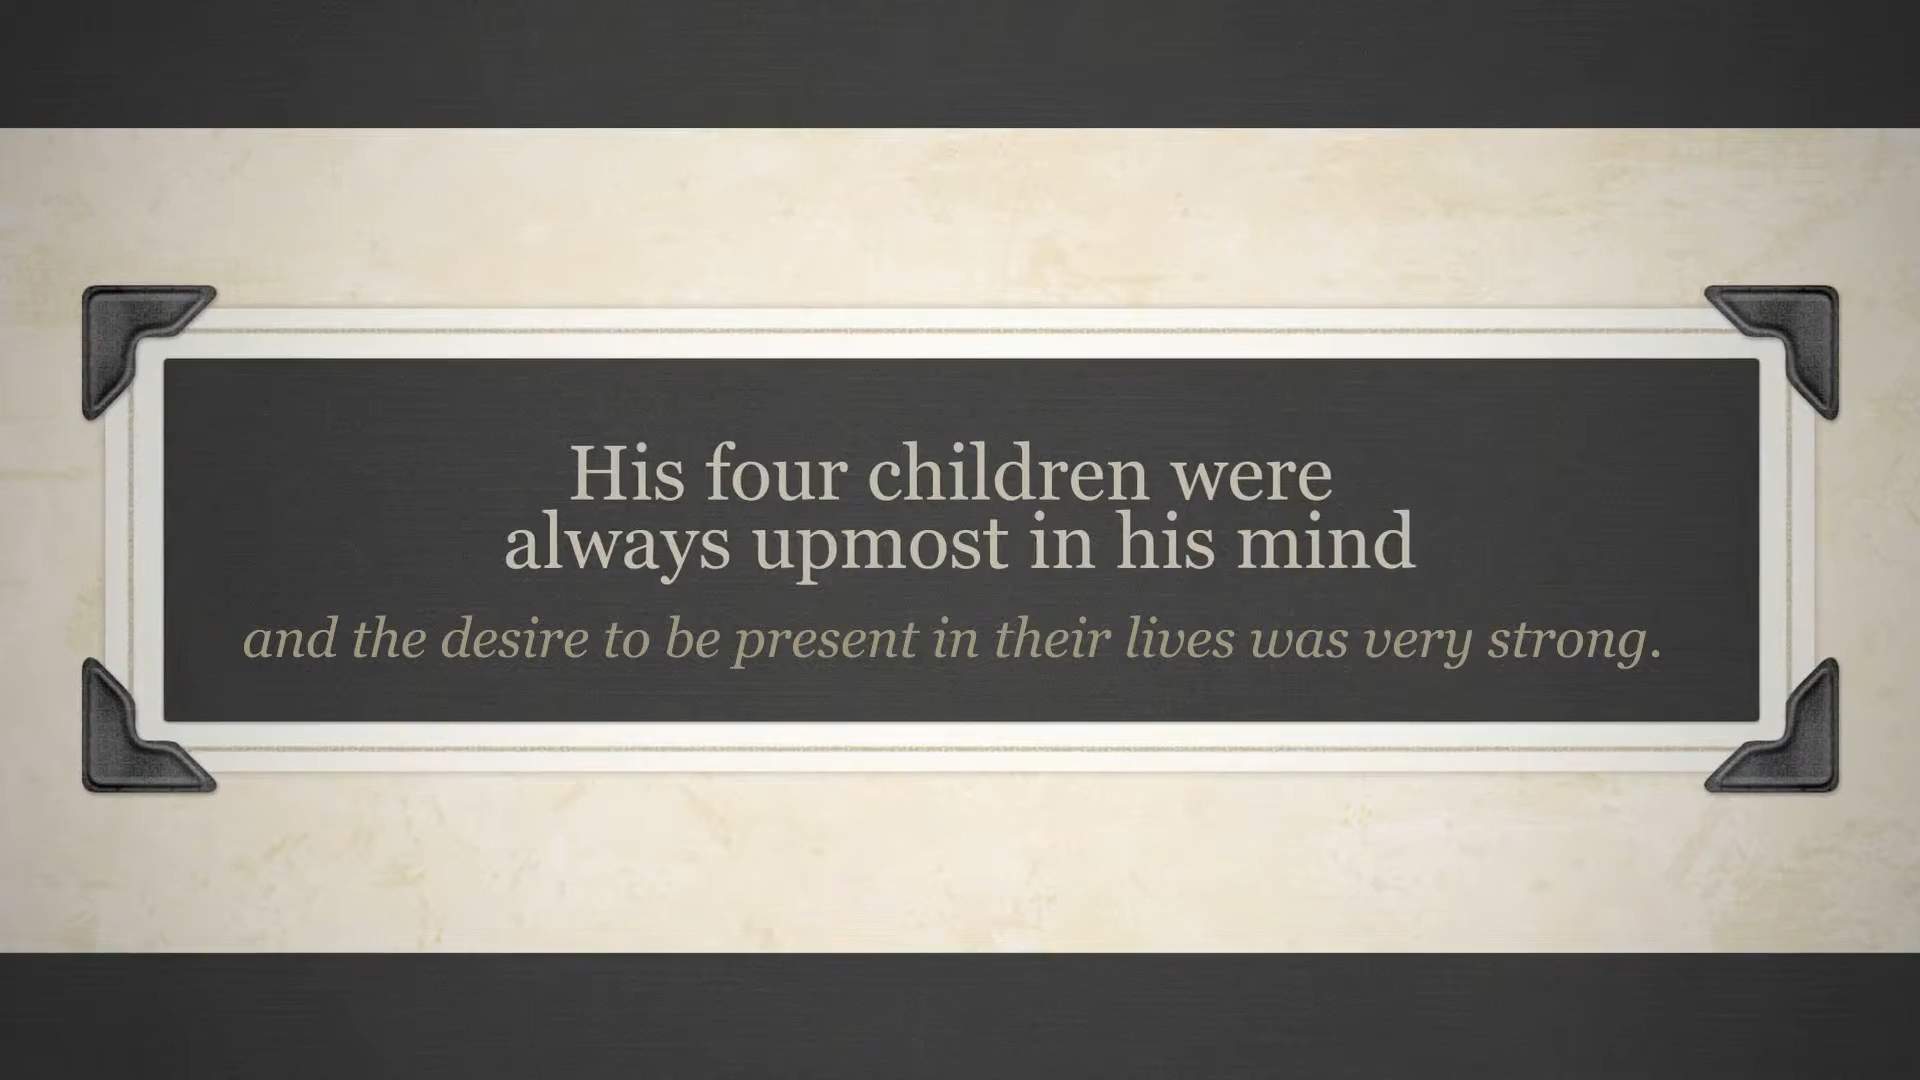 His four children were
always upmost in his mind
and the desire to be present in their lives was very strong.